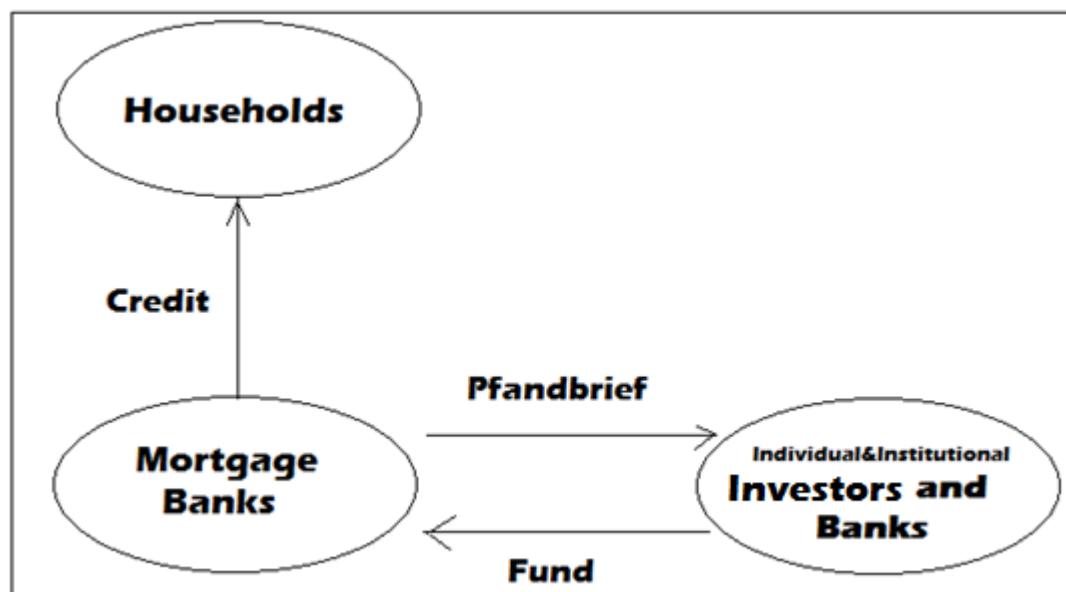 Households
Credit
Pfandbrief
Mortgage
Banks
Individual&Institutional
Investors and
Banks
Fund